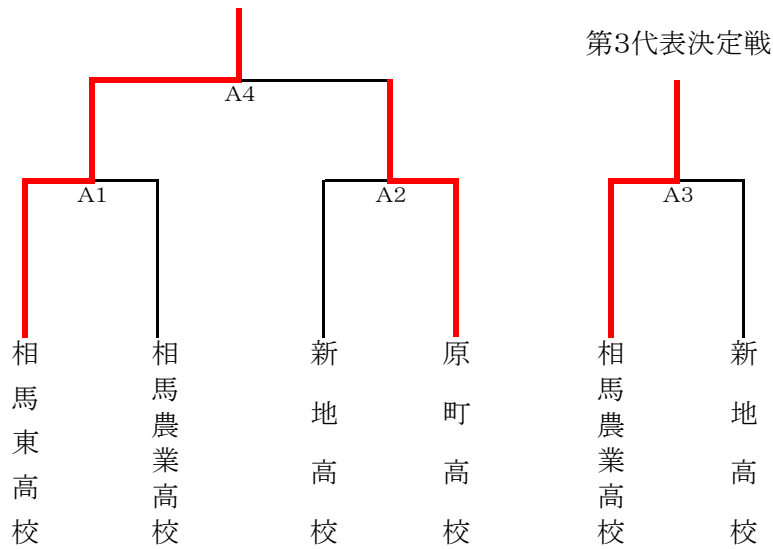 第3代表決定戦
A4
A1
A2
A3
相馬東高校
相馬農業高校
新地高校
原町高校
相馬農業高校
新地高校